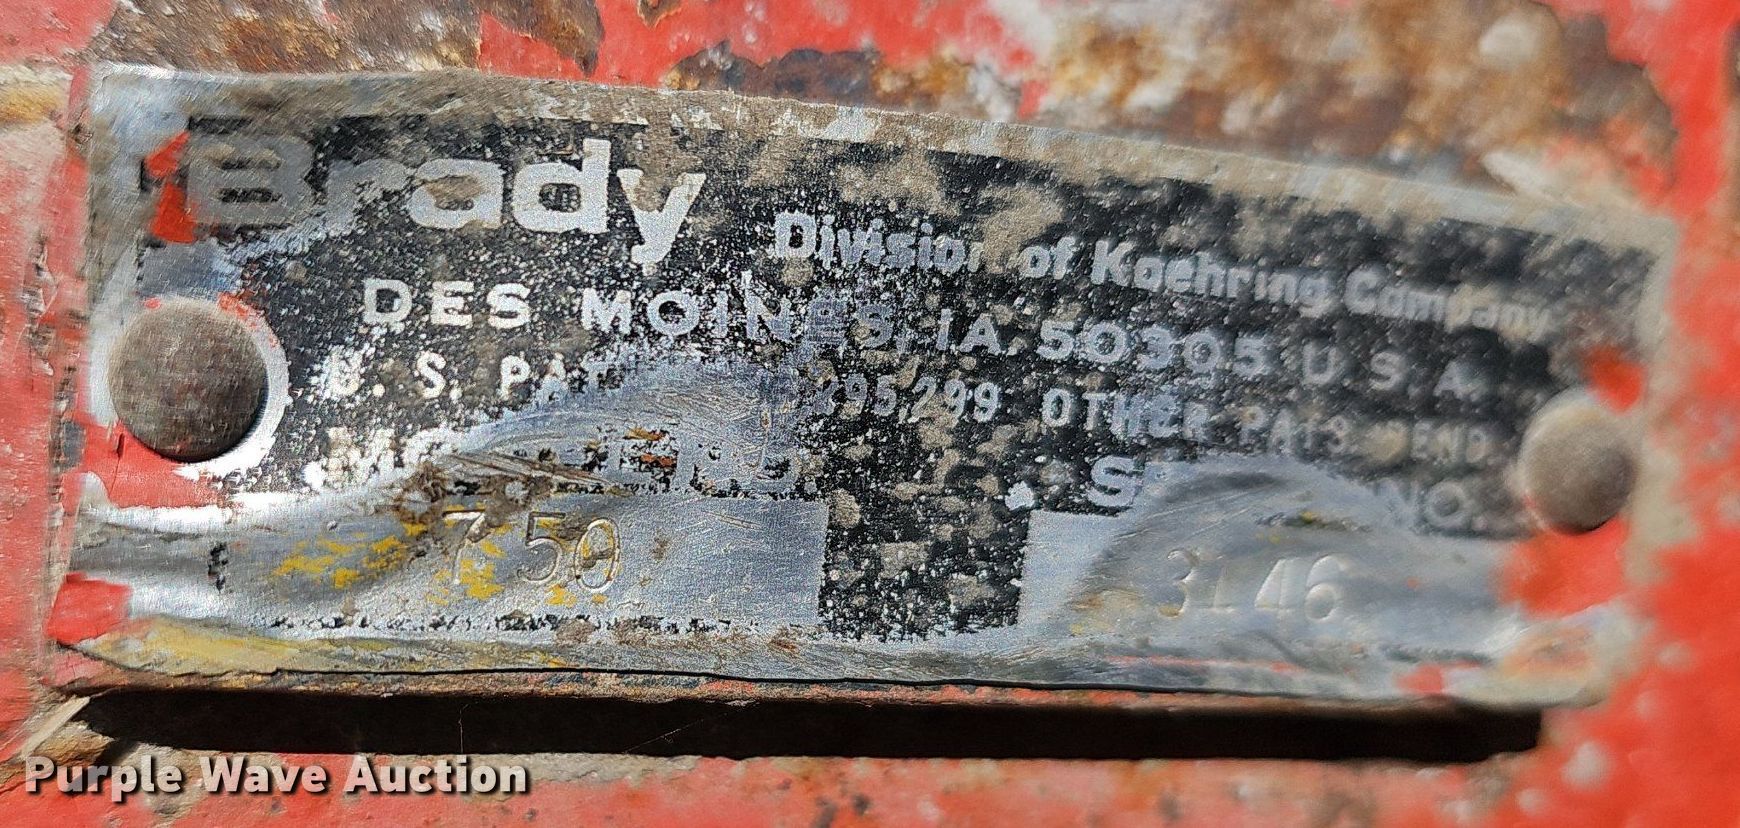 Brady Division of Koehring Company
DES MOINES, IA. 50305 U.S.A.
U. S. PAT 295,299 OTHER PATS. PEND.
NO.
750 3146
Purple Wave Auction